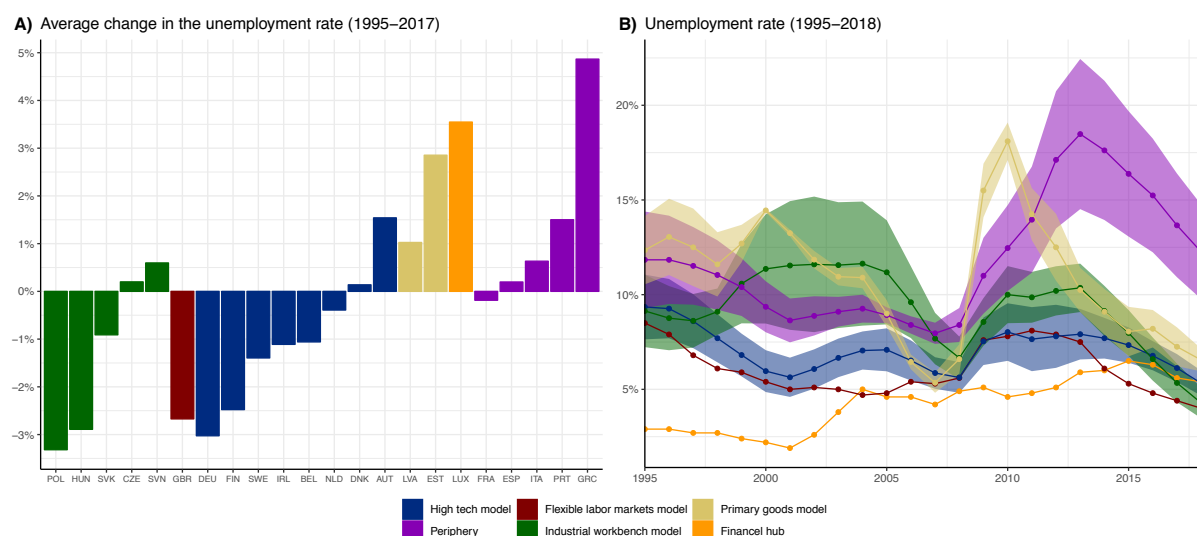 A) Average change in the unemployment rate (1995–2017)
5%
4%
3%
2%
1%
0%
−1%
−2%
−3%
POL HUN SVK CZE SVN GBR DEU FIN SWE IRL BEL NLD DNK AUT LVA EST LUX FRA ESP ITA PRT GRC
B) Unemployment rate (1995–2018)
20%
15%
10%
5%
1995 2000 2005 2010 2015
High tech model Flexible labor markets model Primary goods model
Periphery Industrial workbench model Financel hub